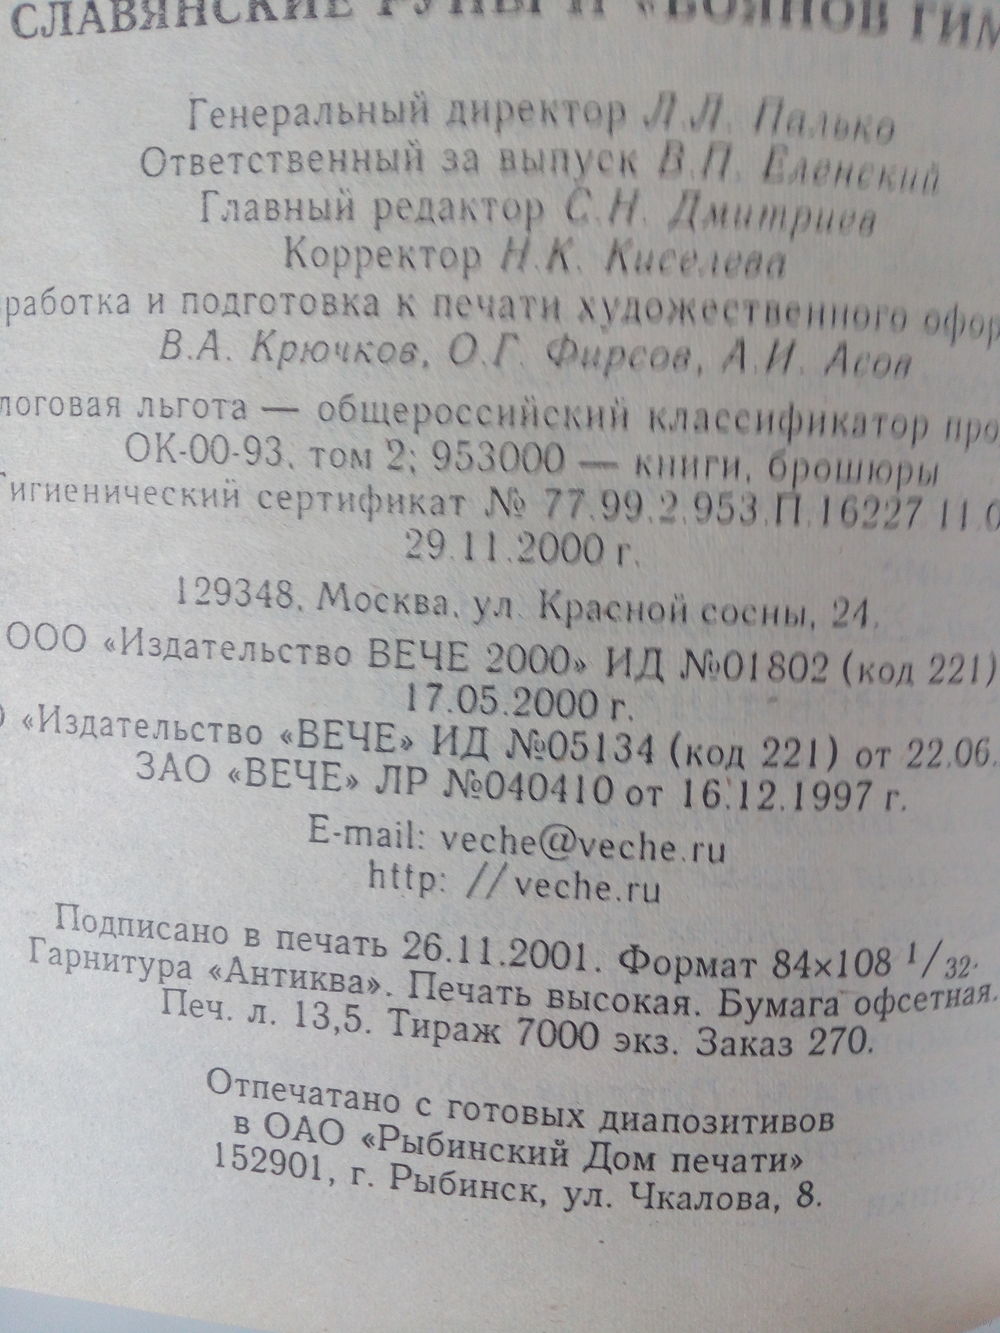 СЛАВЯНСКИЕ РУНЫ И «БОЯНОВ ГИМ
Генеральный директор Л.Л. Палько
Ответственный за выпуск В.П. Еленский
Главный редактор С.Н. Дмитриев
Корректор Н.К. Киселева
работка и подготовка к печати художественного офор
В.А. Крючков, О.Г. Фирсов, А.И. Асов
логовая льгота — общероссийский классификатор про
ОК-00-93, том 2; 953000 — книги, брошюры
Гигиенический сертификат № 77.99.2.953.П.16227.11.0
29.11.2000 г.
129348, Москва, ул. Красной сосны, 24.
ООО «Издательство ВЕЧЕ 2000» ИД №01802 (код 221)
17.05.2000 г.
О «Издательство «ВЕЧЕ» ИД №05134 (код 221) от 22.06.
ЗАО «ВЕЧЕ» ЛР №040410 от 16.12.1997 г.
E-mail: veche@veche.ru
http: //veche.ru
Подписано в печать 26.11.2001. Формат 84×108 1/32.
Гарнитура «Антиква». Печать высокая. Бумага офсетная.
Печ. л. 13,5. Тираж 7000 экз. Заказ 270.
Отпечатано с готовых диапозитивов
в ОАО «Рыбинский Дом печати»
152901, г. Рыбинск, ул. Чкалова, 8.